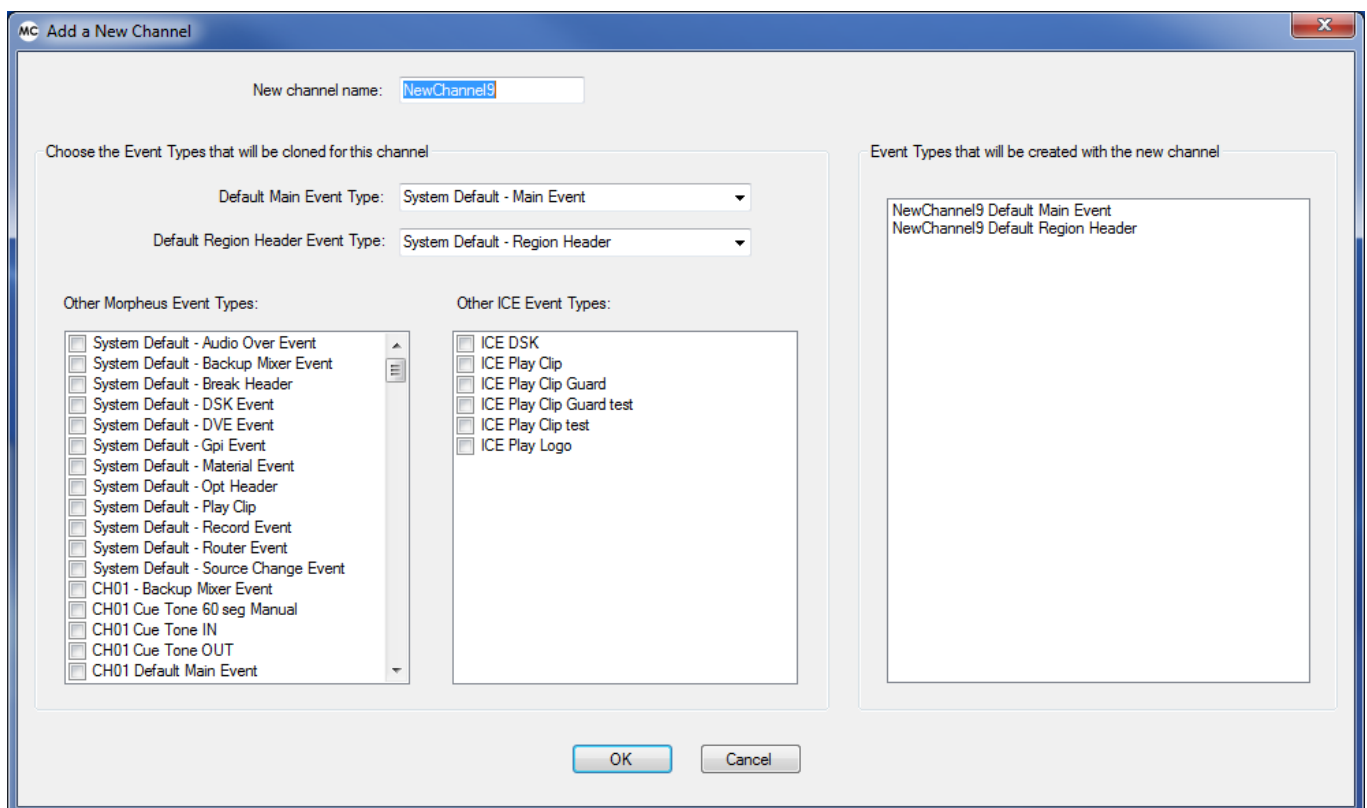 MC Add a New Channel
New channel name: NewChannel9
Choose the Event Types that will be cloned for this channel
Default Main Event Type: System Default - Main Event
Default Region Header Event Type: System Default - Region Header
Other Morpheus Event Types:
System Default - Audio Over Event
System Default - Backup Mixer Event
System Default - Break Header
System Default - DSK Event
System Default - DVE Event
System Default - Gpi Event
System Default - Material Event
System Default - Opt Header
System Default - Play Clip
System Default - Record Event
System Default - Router Event
System Default - Source Change Event
CH01 - Backup Mixer Event
CH01 Cue Tone 60 seg Manual
CH01 Cue Tone IN
CH01 Cue Tone OUT
CH01 Default Main Event
Other ICE Event Types:
ICE DSK
ICE Play Clip
ICE Play Clip Guard
ICE Play Clip Guard test
ICE Play Clip test
ICE Play Logo
Event Types that will be created with the new channel
NewChannel9 Default Main Event
NewChannel9 Default Region Header
OK
Cancel